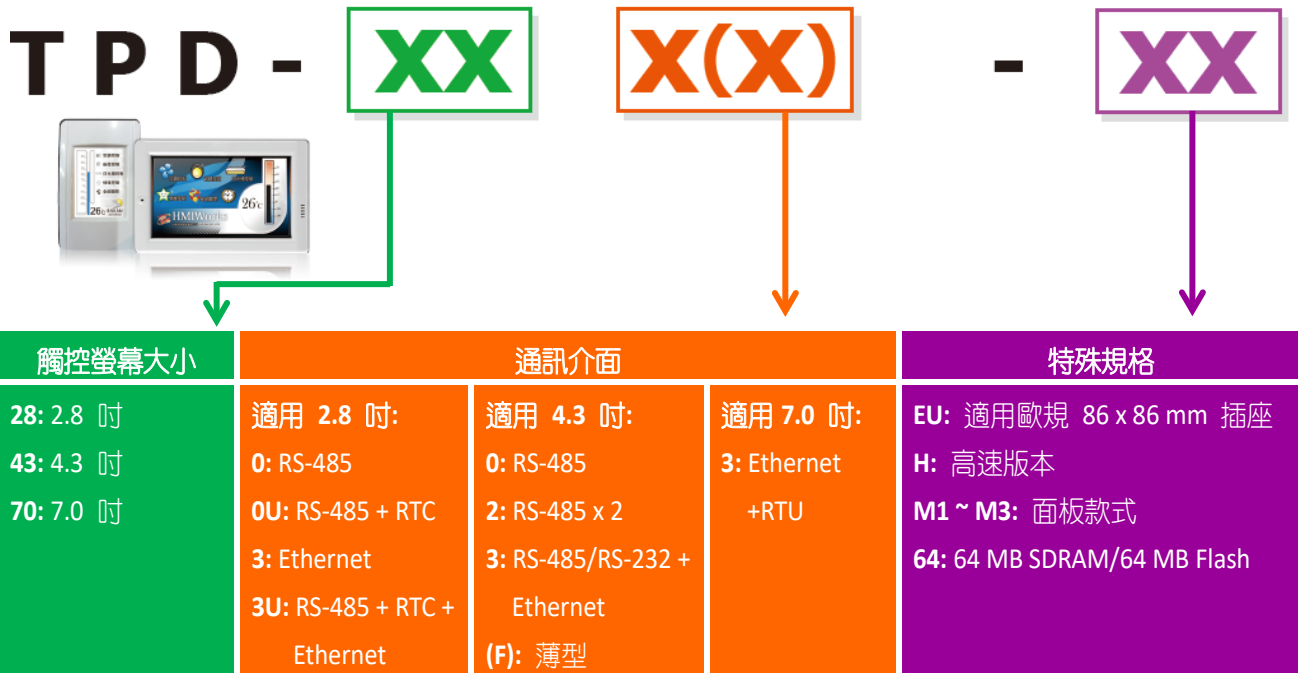 TPD- XX X(X) - XX
26°c
HMIWorks
26°c
觸控螢幕大小
28: 2.8 吋
43: 4.3 吋
70: 7.0 吋
通訊介面
適用 2.8 吋:
0: RS-485
0U: RS-485 + RTC
3: Ethernet
3U: RS-485 + RTC +
Ethernet
適用 4.3 吋:
0: RS-485
2: RS-485 x 2
3: RS-485/RS-232 +
Ethernet
(F): 薄型
適用 7.0 吋:
3: Ethernet
+RTU
特殊規格
EU: 適用歐規 86 x 86 mm 插座
H: 高速版本
M1 ~ M3: 面板款式
64: 64 MB SDRAM/64 MB Flash